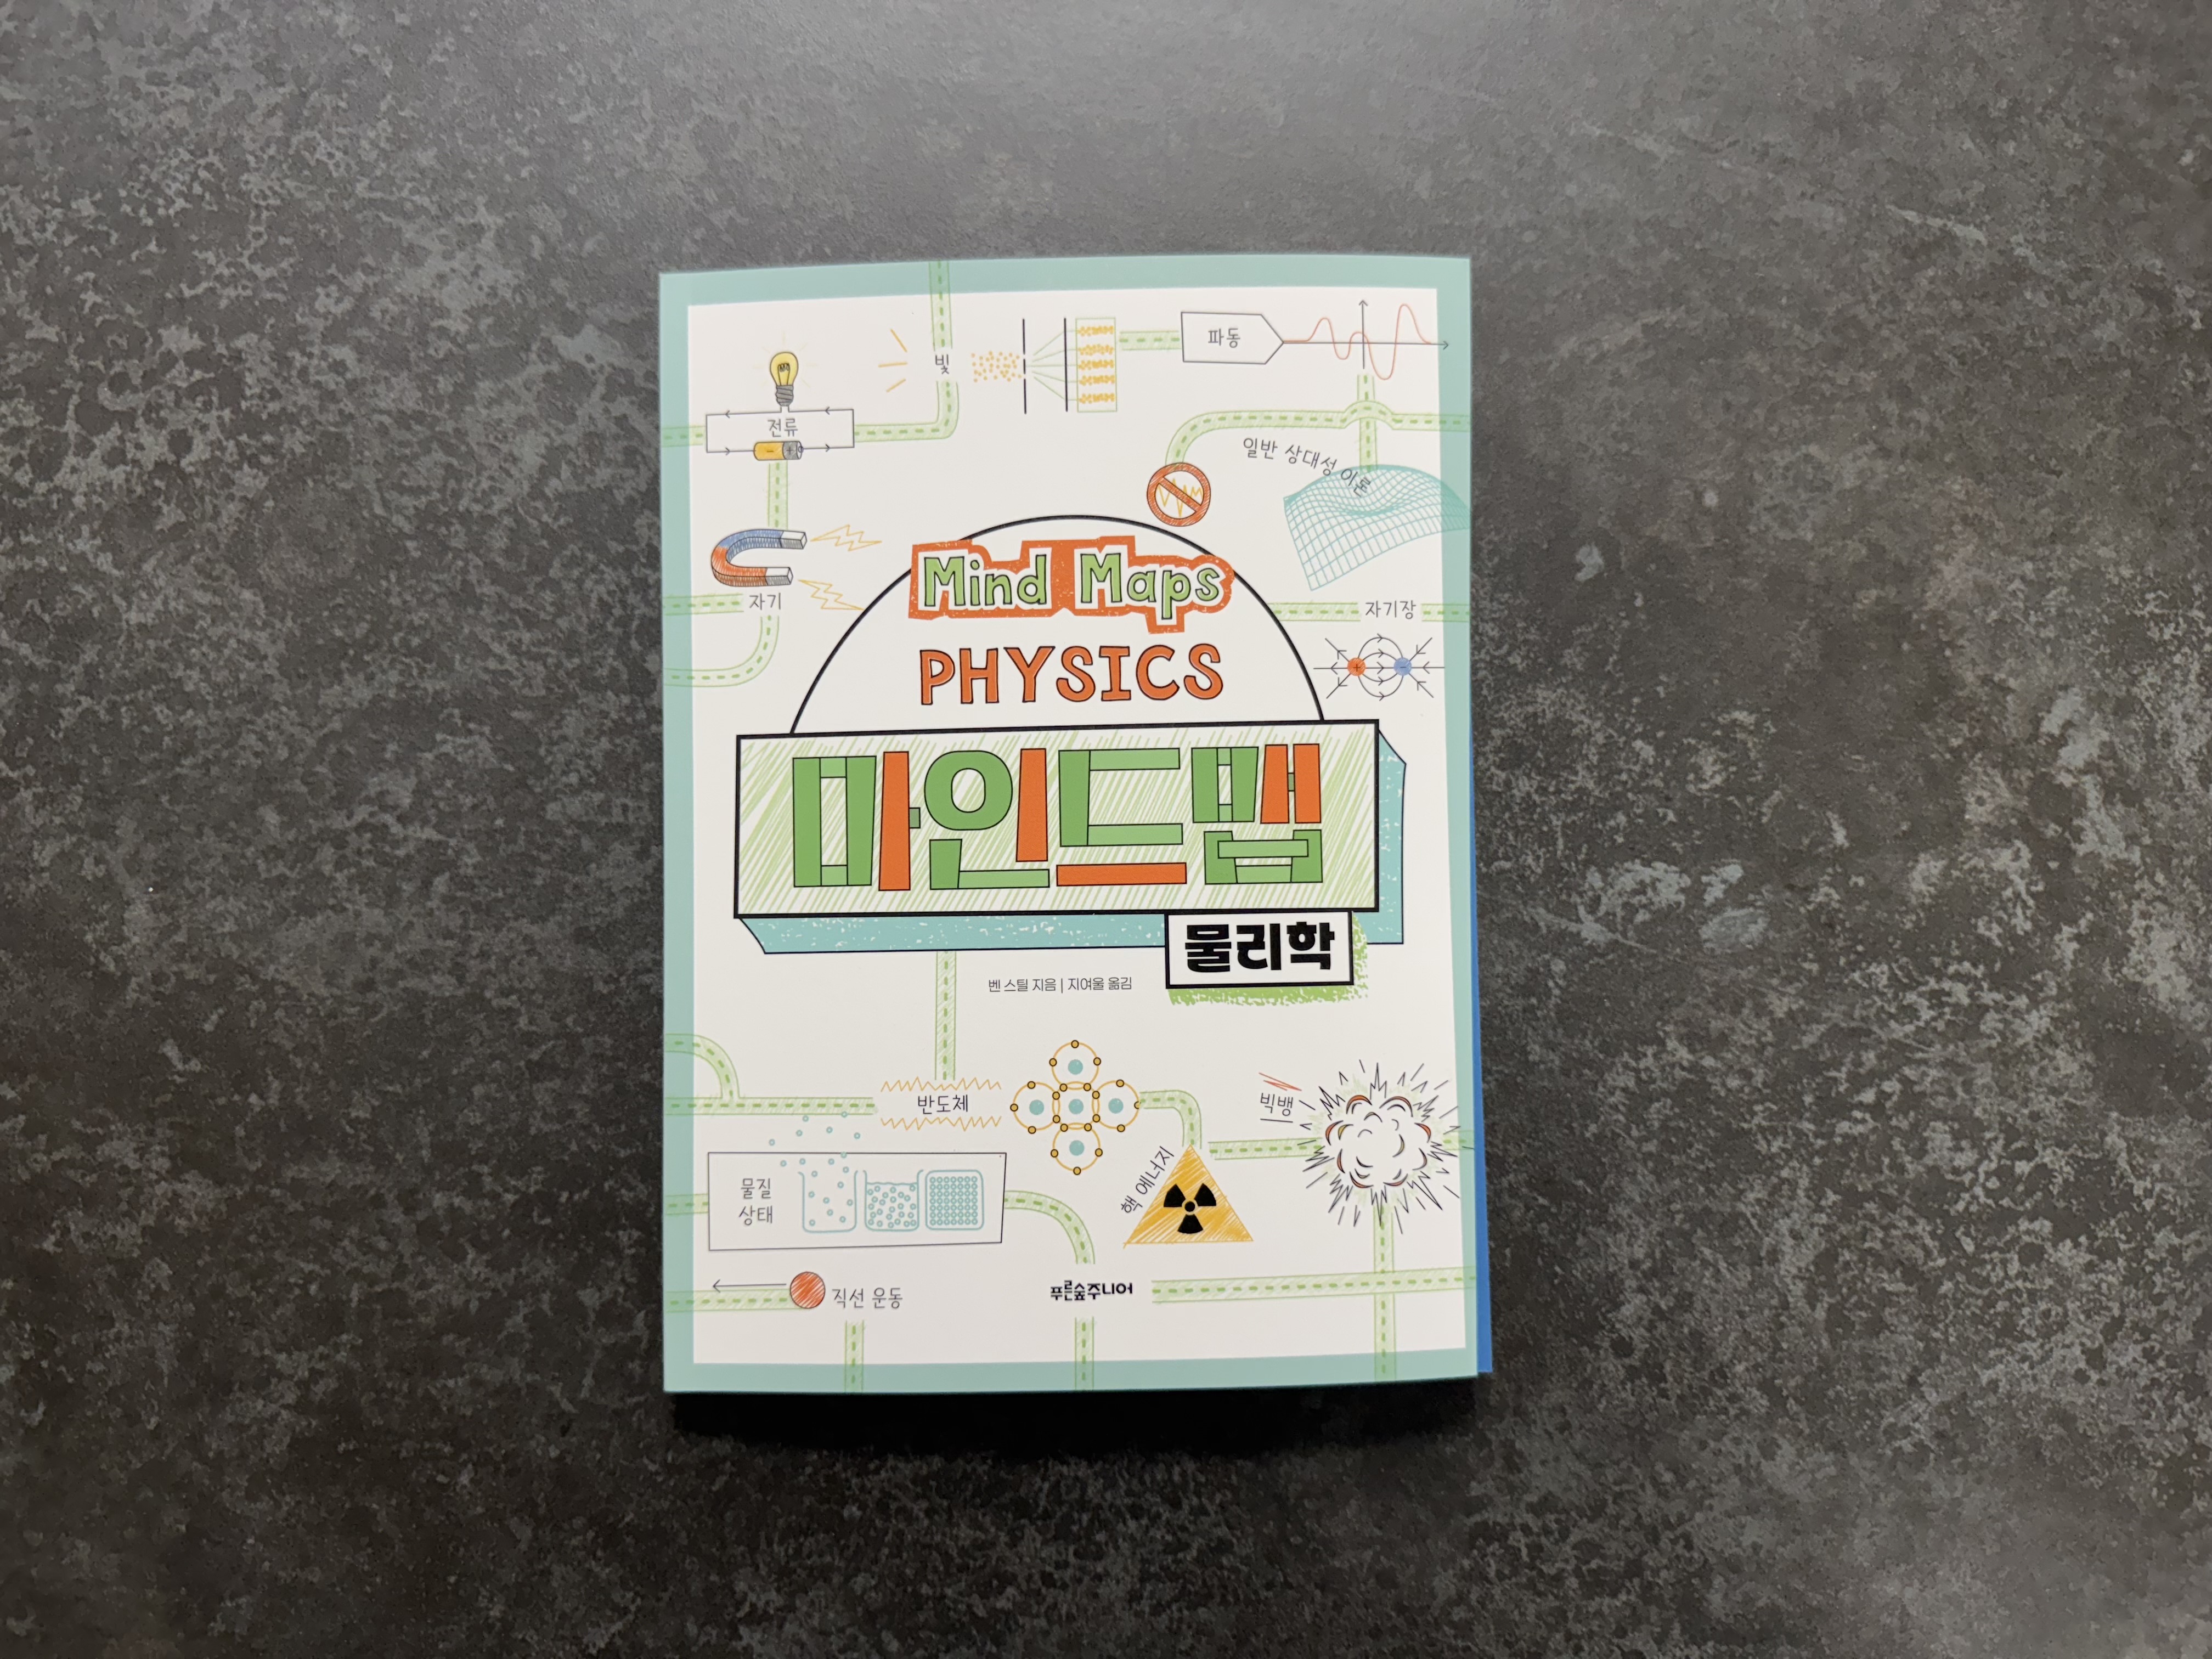 빛
파동
전류
일반 상대성 이론
Mind Maps
자기
자기장
PHYSICS
마인드맵
물리학
벤 스틸 지음 | 지여울 옮김
반도체
빅뱅
핵 에너지
물질
상태
직선 운동
푸른숲주니어